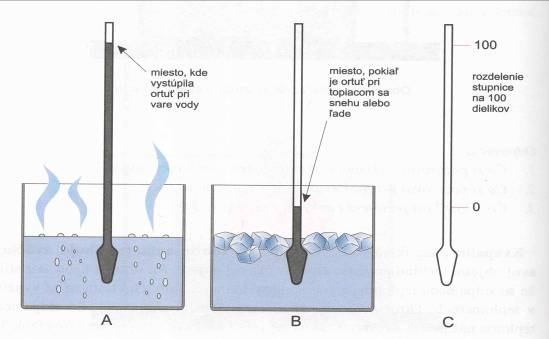 miesto, kde
vystúpila
ortuť pri
vare vody
miesto, pokiaľ
je ortuť pri
topiacom sa
snehu alebo
ľade
100
rozdelenie
stupnice
na 100
dielikov
0
A
B
C